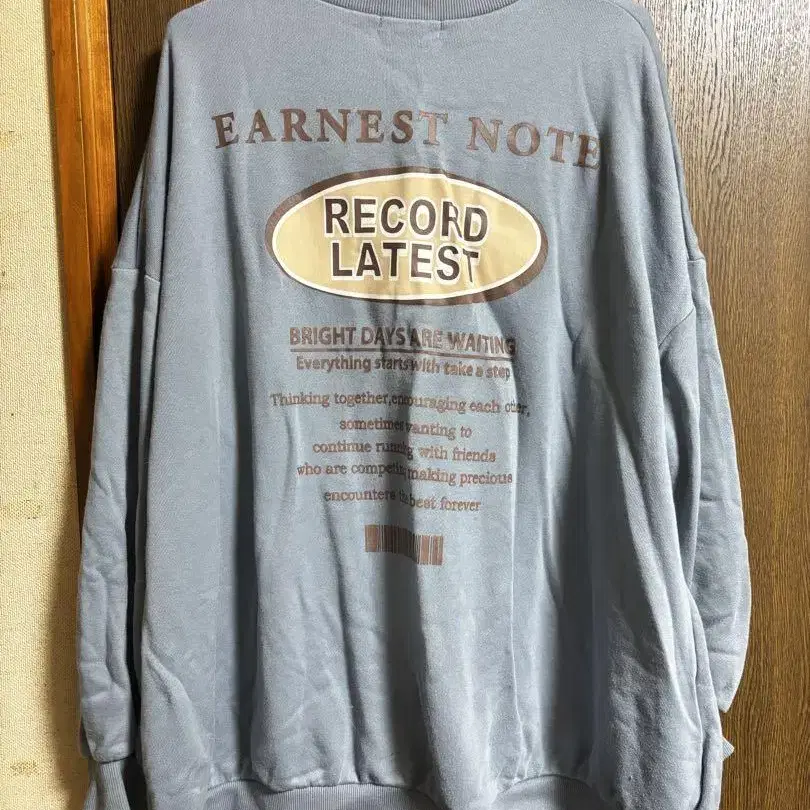 EARNEST NOTE
RECORD
LATEST
BRIGHT DAYS ARE WAITING
Everything starts with take a step
Thinking together,encouraging each other,
sometimes wanting to
continue running with friends
who are competing making precious
encounters the best forever